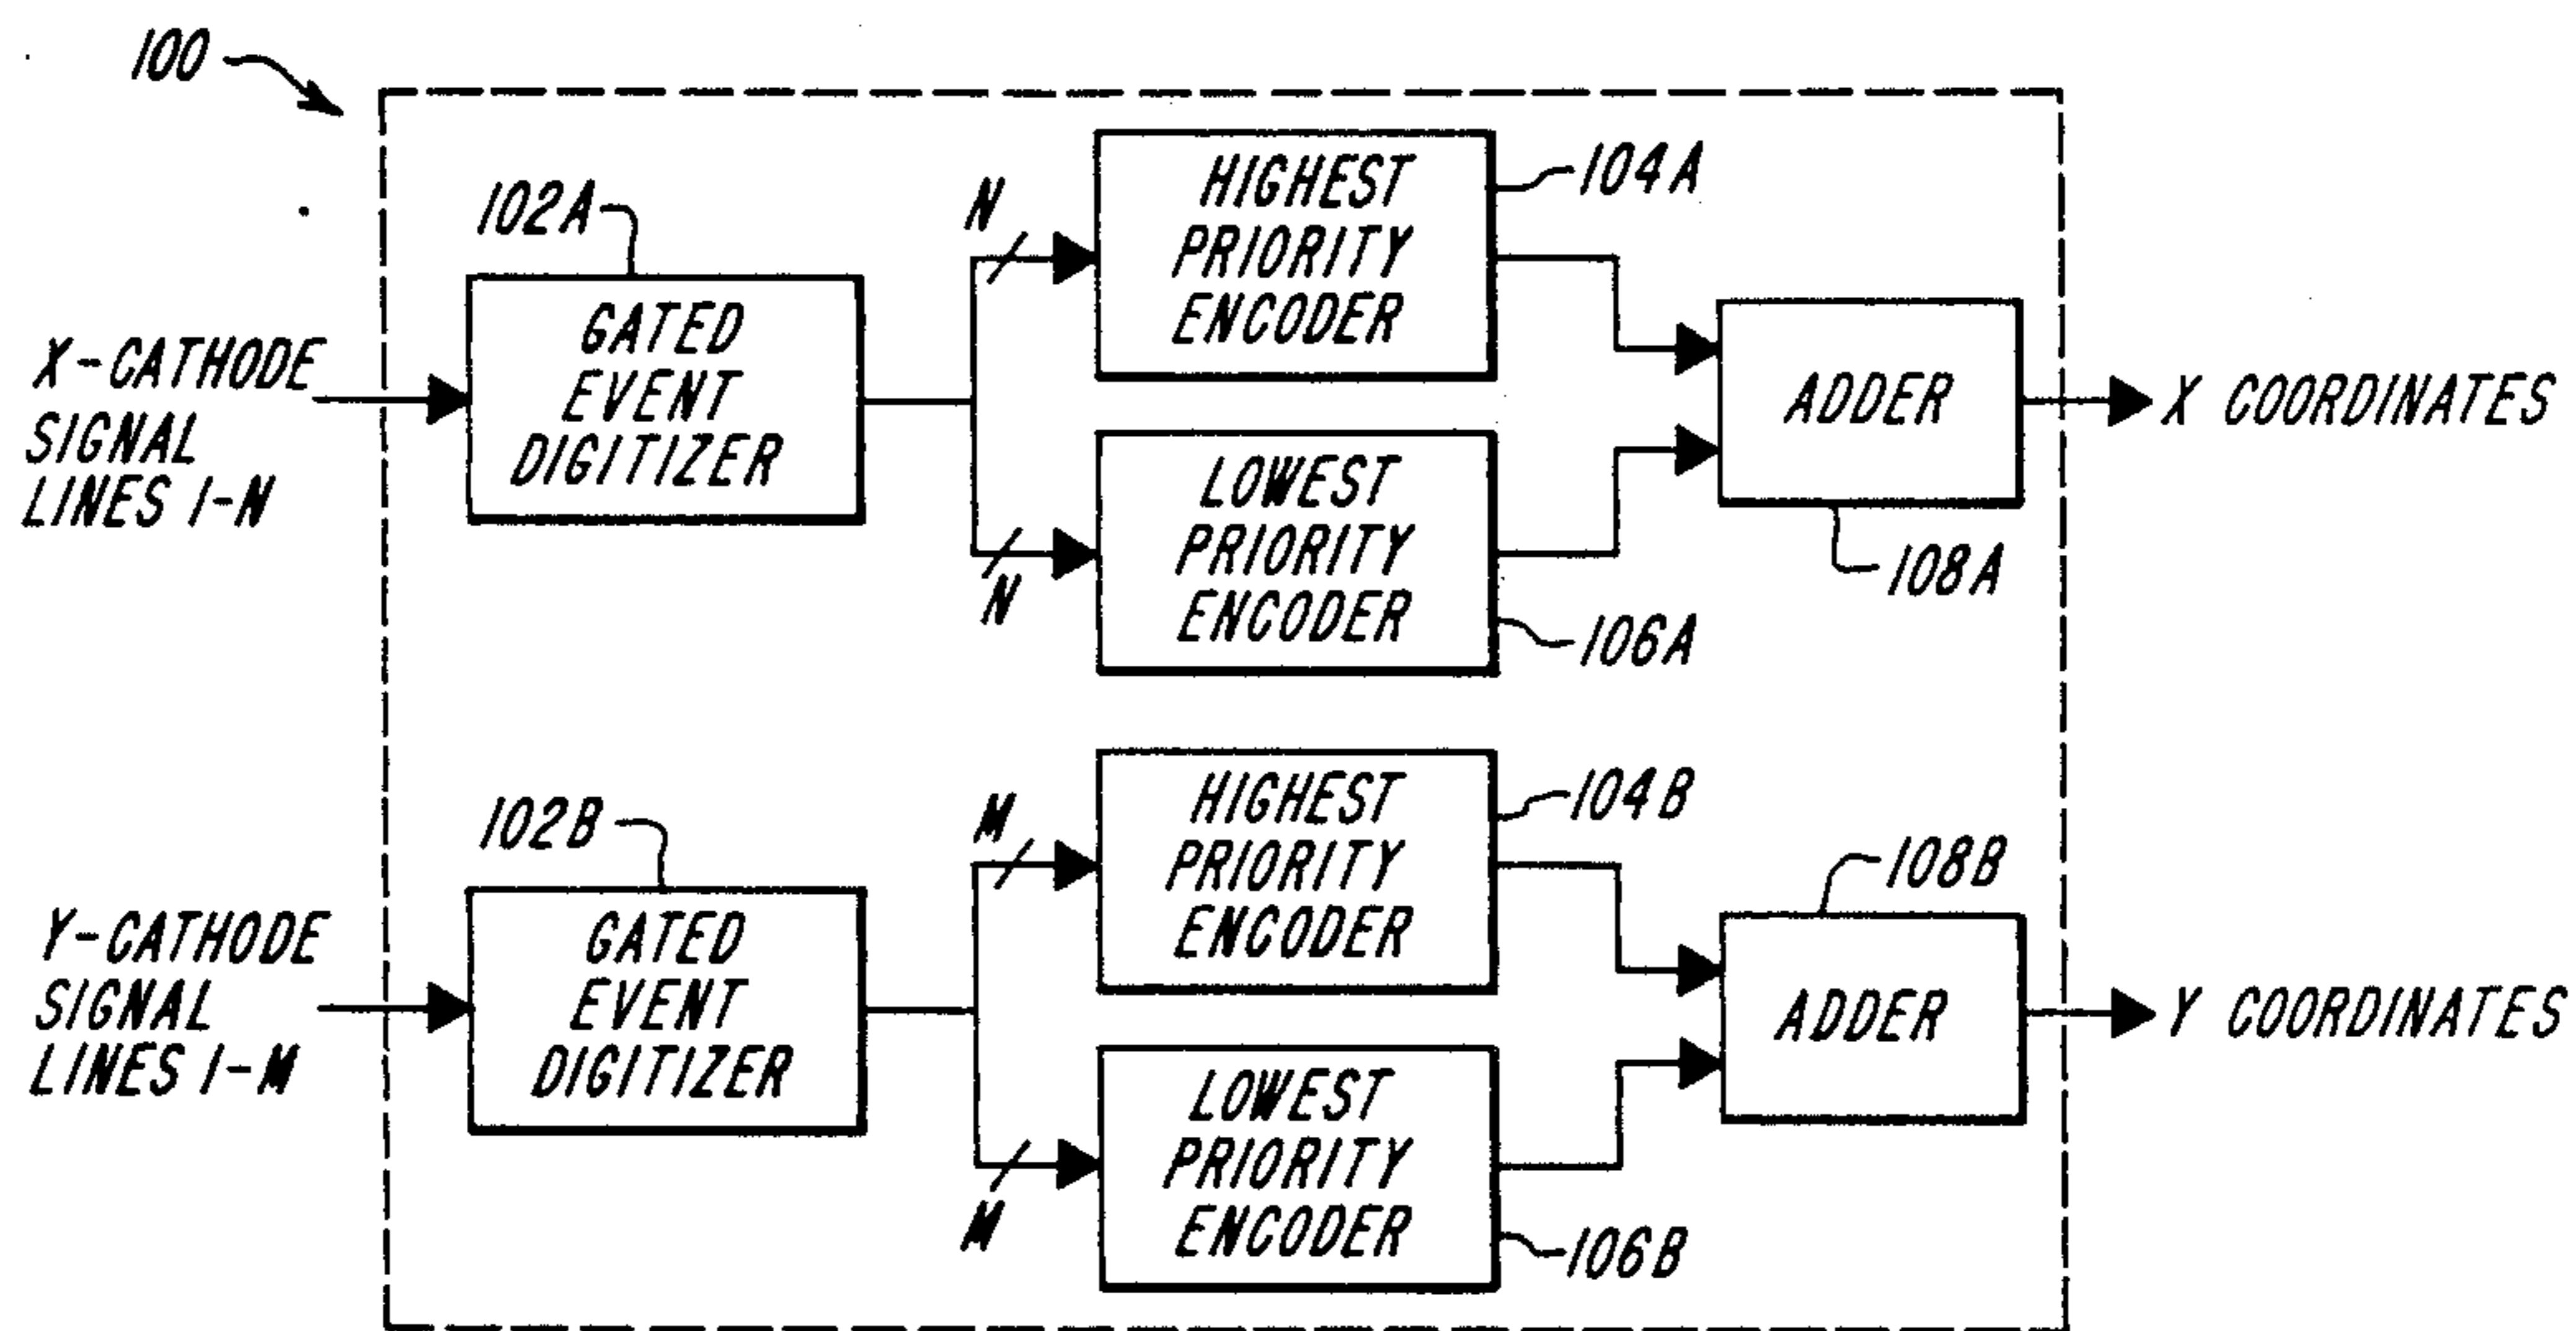 100
102A
N
HIGHEST
PRIORITY
ENCODER
104A
X-CATHODE
SIGNAL
LINES 1-N
GATED
EVENT
DIGITIZER
ADDER
X COORDINATES
N
LOWEST
PRIORITY
ENCODER
108A
106A
102B
M
HIGHEST
PRIORITY
ENCODER
104B
108B
Y-CATHODE
SIGNAL
LINES 1-M
GATED
EVENT
DIGITIZER
ADDER
Y COORDINATES
M
LOWEST
PRIORITY
ENCODER
106B